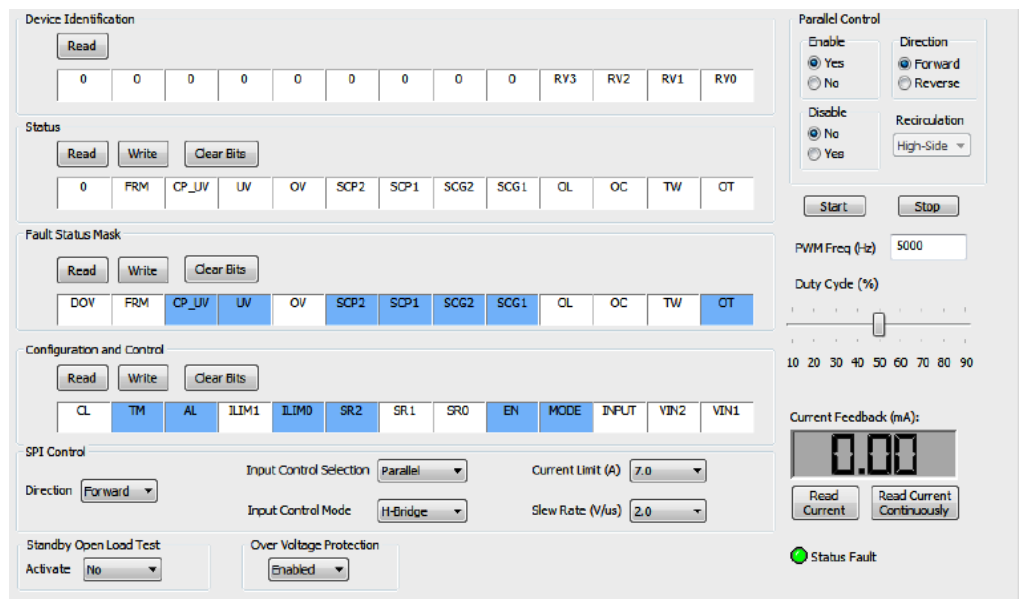 Device Identification
Read
0 0 0 0 0 0 0 0 0 RV3 RV2 RV1 RV0
Status
Read Write Clear Bits
0 FRM CP_UV UV OV SCP2 SCP1 SCG2 SCG1 OL OC TW OT
Fault Status Mask
Read Write Clear Bits
DOV FRM CP_UV UV OV SCP2 SCP1 SCG2 SCG1 OL OC TW OT
Configuration and Control
Read Write Clear Bits
CL TM AL ILIM1 ILIM0 SR2 SR1 SR0 EN MODE INPUT VIN2 VIN1
SPI Control
Input Control Selection Parallel Current Limit (A) 7.0
Direction Forward
Input Control Mode H-Bridge Slew Rate (V/us) 2.0
Standby Open Load Test
Activate No
Over Voltage Protection
Enabled
Parallel Control
Enable
Yes
No
Direction
Forward
Reverse
Disable
No
Yes
Recirculation
High-Side
Start Stop
PWM Freq (Hz) 5000
Duty Cycle (%)
10 20 30 40 50 60 70 80 90
Current Feedback (mA):
0.00
Read Current
Read Current Continuously
Status Fault